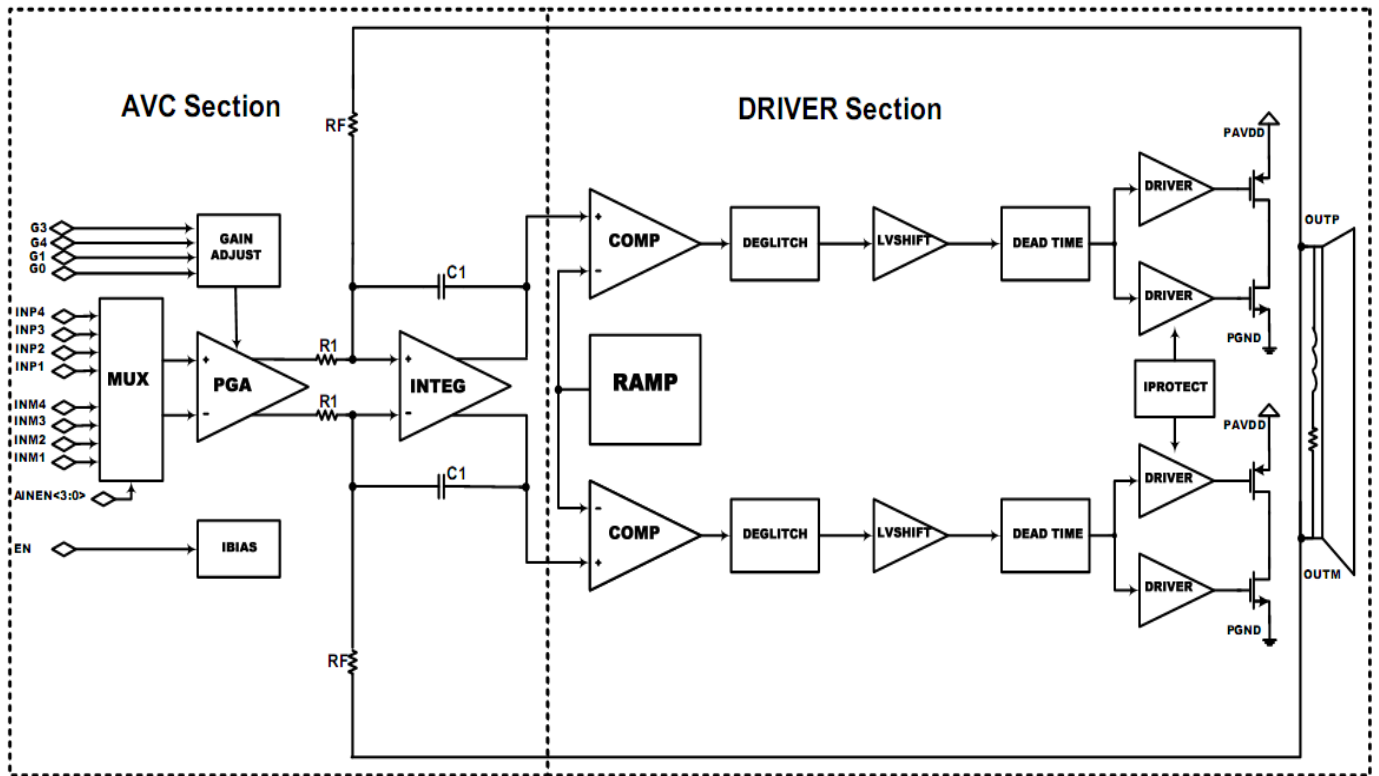 AVC Section
DRIVER Section
RF
PAVDD
G3
G4
G1
G0
GAIN ADJUST
COMP
+
-
DEGLITCH
LVSHIFT
DEAD TIME
DRIVER
DRIVER
OUTP
C1
INP4
INP3
INP2
INP1
INM4
INM3
INM2
INM1
MUX
+
-
PGA
R1
R1
+
-
INTEG
RAMP
PGND
IPROTECT
PAVDD
AINEN<3:0>
C1
-
+
COMP
DEGLITCH
LVSHIFT
DEAD TIME
DRIVER
DRIVER
EN
IBIAS
OUTM
PGND
RF